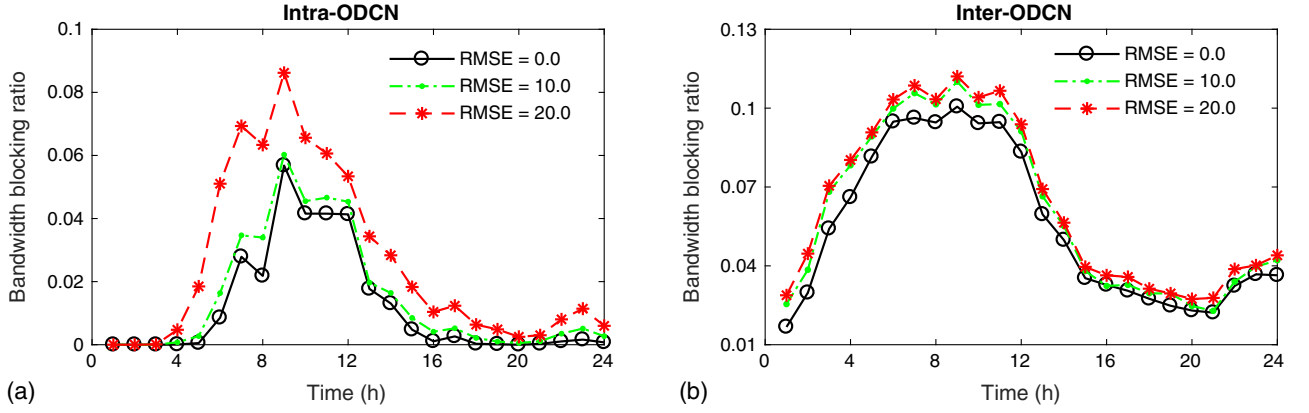 Intra-ODCN
Bandwidth blocking ratio
0.1
0.08
0.06
0.04
0.02
0
RMSE = 0.0
RMSE = 10.0
RMSE = 20.0
0 4 8 12 16 20 24
Time (h)
(a)
Inter-ODCN
Bandwidth blocking ratio
0.13
0.1
0.07
0.04
0.01
RMSE = 0.0
RMSE = 10.0
RMSE = 20.0
0 4 8 12 16 20 24
Time (h)
(b)